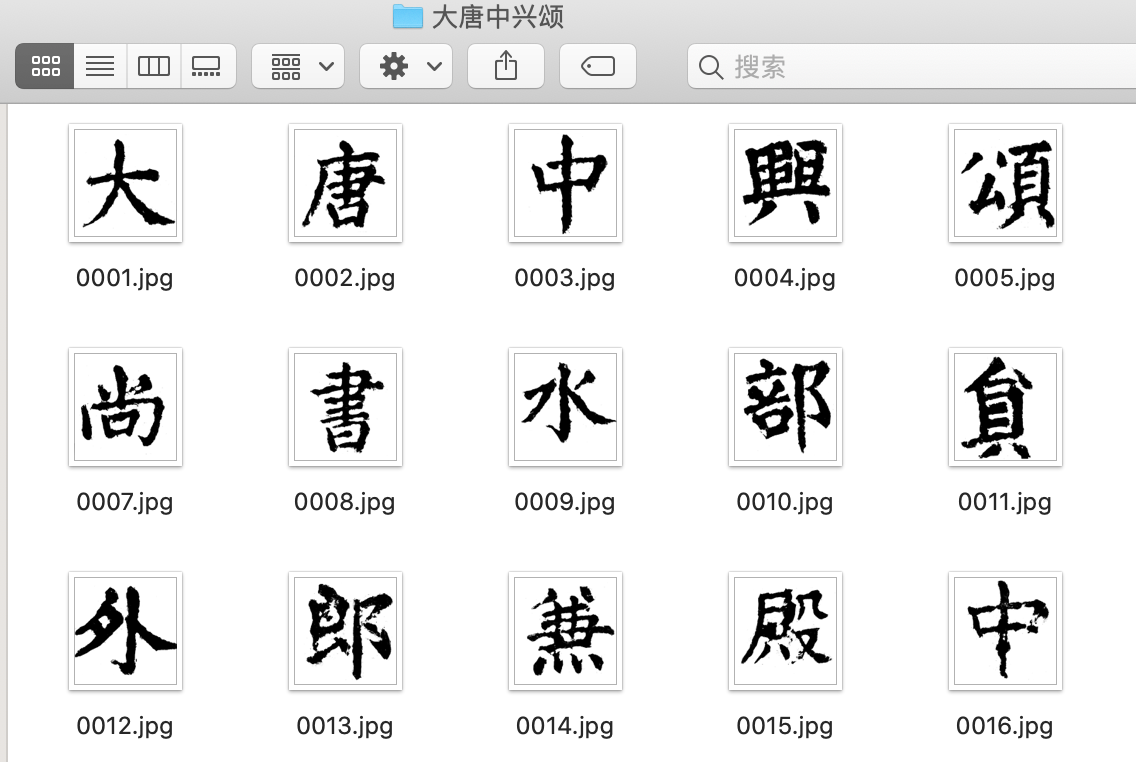 大唐中兴颂
搜索
大 唐 中 興 頌
0001.jpg 0002.jpg 0003.jpg 0004.jpg 0005.jpg
尚 書 水 部 員
0007.jpg 0008.jpg 0009.jpg 0010.jpg 0011.jpg
外 郎 兼 殿 中
0012.jpg 0013.jpg 0014.jpg 0015.jpg 0016.jpg